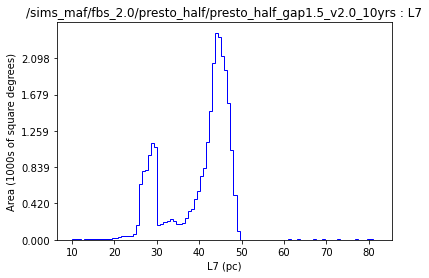 /sims_maf/fbs_2.0/presto_half/presto_half_gap1.5_v2.0_10yrs : L7
Area (1000s of square degrees)
2.098
1.679
1.259
0.839
0.420
0.000
10 20 30 40 50 60 70 80
L7 (pc)